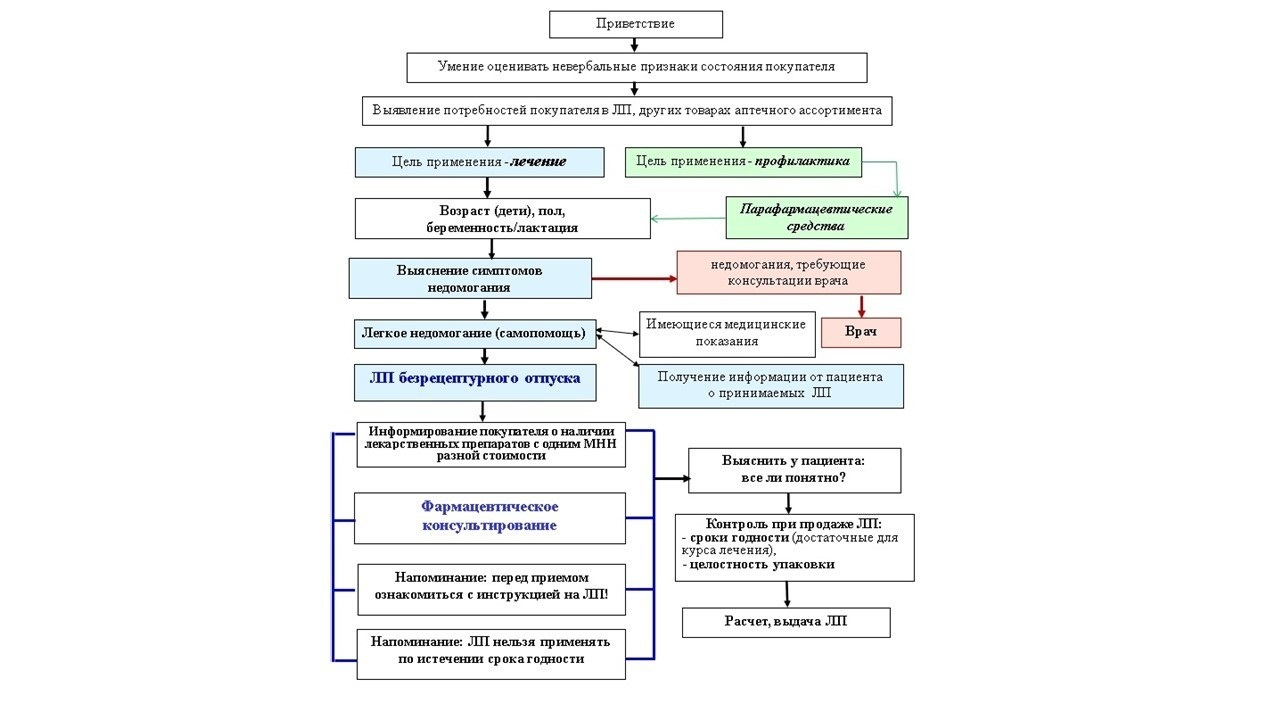 Приветствие
Умение оценивать невербальные признаки состояния покупателя
Выявление потребностей покупателя в ЛП, других товарах аптечного ассортимента
Цель применения - лечение
Цель применения - профилактика
Парафармацевтические
средства
Возраст (дети), пол,
беременность/лактация
Выяснение симптомов
недомогания
недомогания, требующие
консультации врача
Врач
Легкое недомогание (самопомощь)
Имеющиеся медицинские
показания
Получение информации от пациента
о принимаемых ЛП
ЛП безрецептурного отпуска
Информирование покупателя о наличии
лекарственных препаратов с одним МНН
разной стоимости
Фармацевтическое
консультирование
Напоминание: перед приемом
ознакомиться с инструкцией на ЛП!
Напоминание: ЛП нельзя применять
по истечении срока годности
Выяснить у пациента:
все ли понятно?
Контроль при продаже ЛП:
- сроки годности (достаточные для
курса лечения),
- целостность упаковки
Расчет, выдача ЛП